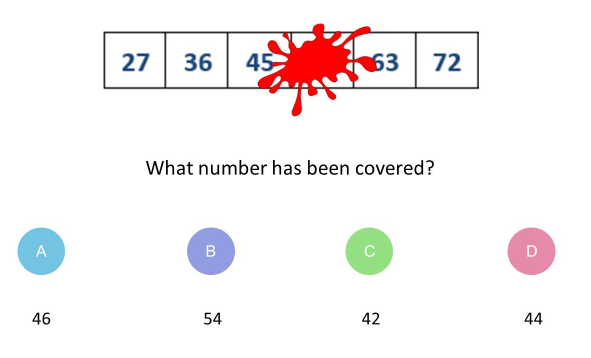 27 36 45 63 72
What number has been covered?
A B C D
46 54 42 44